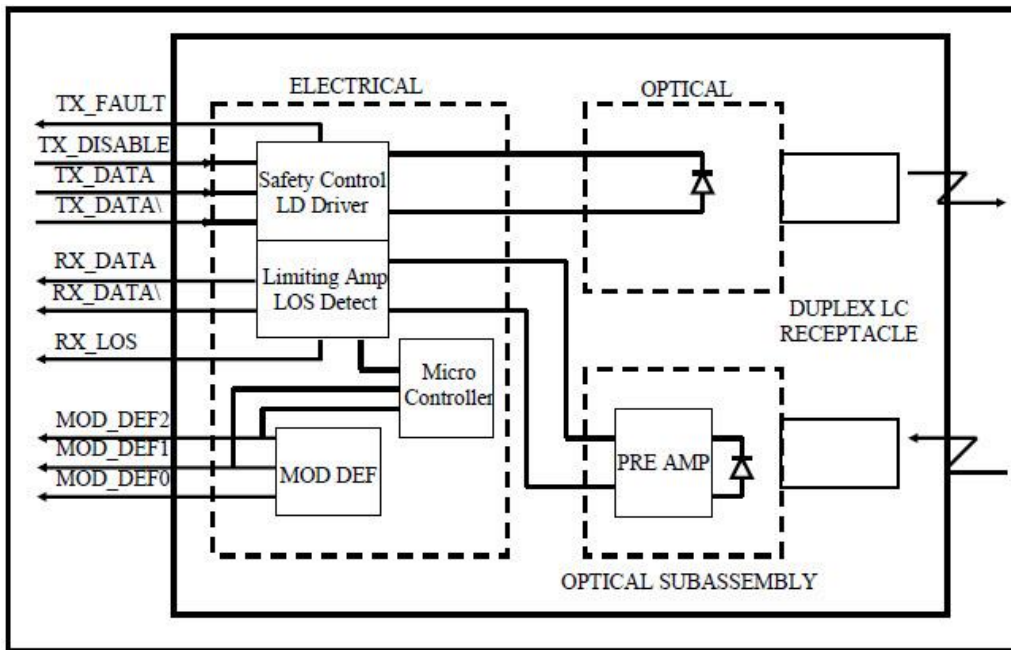 ELECTRICAL
OPTICAL
TX_FAULT
TX_DISABLE
TX_DATA
TX_DATA\
RX_DATA
RX_DATA\
RX_LOS
MOD_DEF2
MOD_DEF1
MOD_DEF0
Safety Control
LD Driver
Limiting Amp
LOS Detect
Micro
Controller
MOD DEF
PRE AMP
DUPLEX LC
RECEPTACLE
OPTICAL SUBASSEMBLY